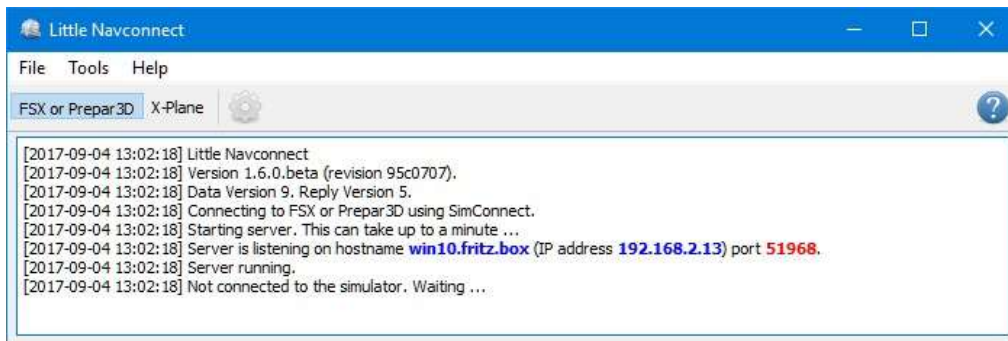 Little Navconnect
File Tools Help
FSX or Prepar3D X-Plane
[2017-09-04 13:02:18] Little Navconnect
[2017-09-04 13:02:18] Version 1.6.0.beta (revision 95c0707).
[2017-09-04 13:02:18] Data Version 9. Reply Version 5.
[2017-09-04 13:02:18] Connecting to FSX or Prepar3D using SimConnect.
[2017-09-04 13:02:18] Starting server. This can take up to a minute ...
[2017-09-04 13:02:18] Server is listening on hostname win10.fritz.box (IP address 192.168.2.13) port 51968.
[2017-09-04 13:02:18] Server running.
[2017-09-04 13:02:18] Not connected to the simulator. Waiting ...